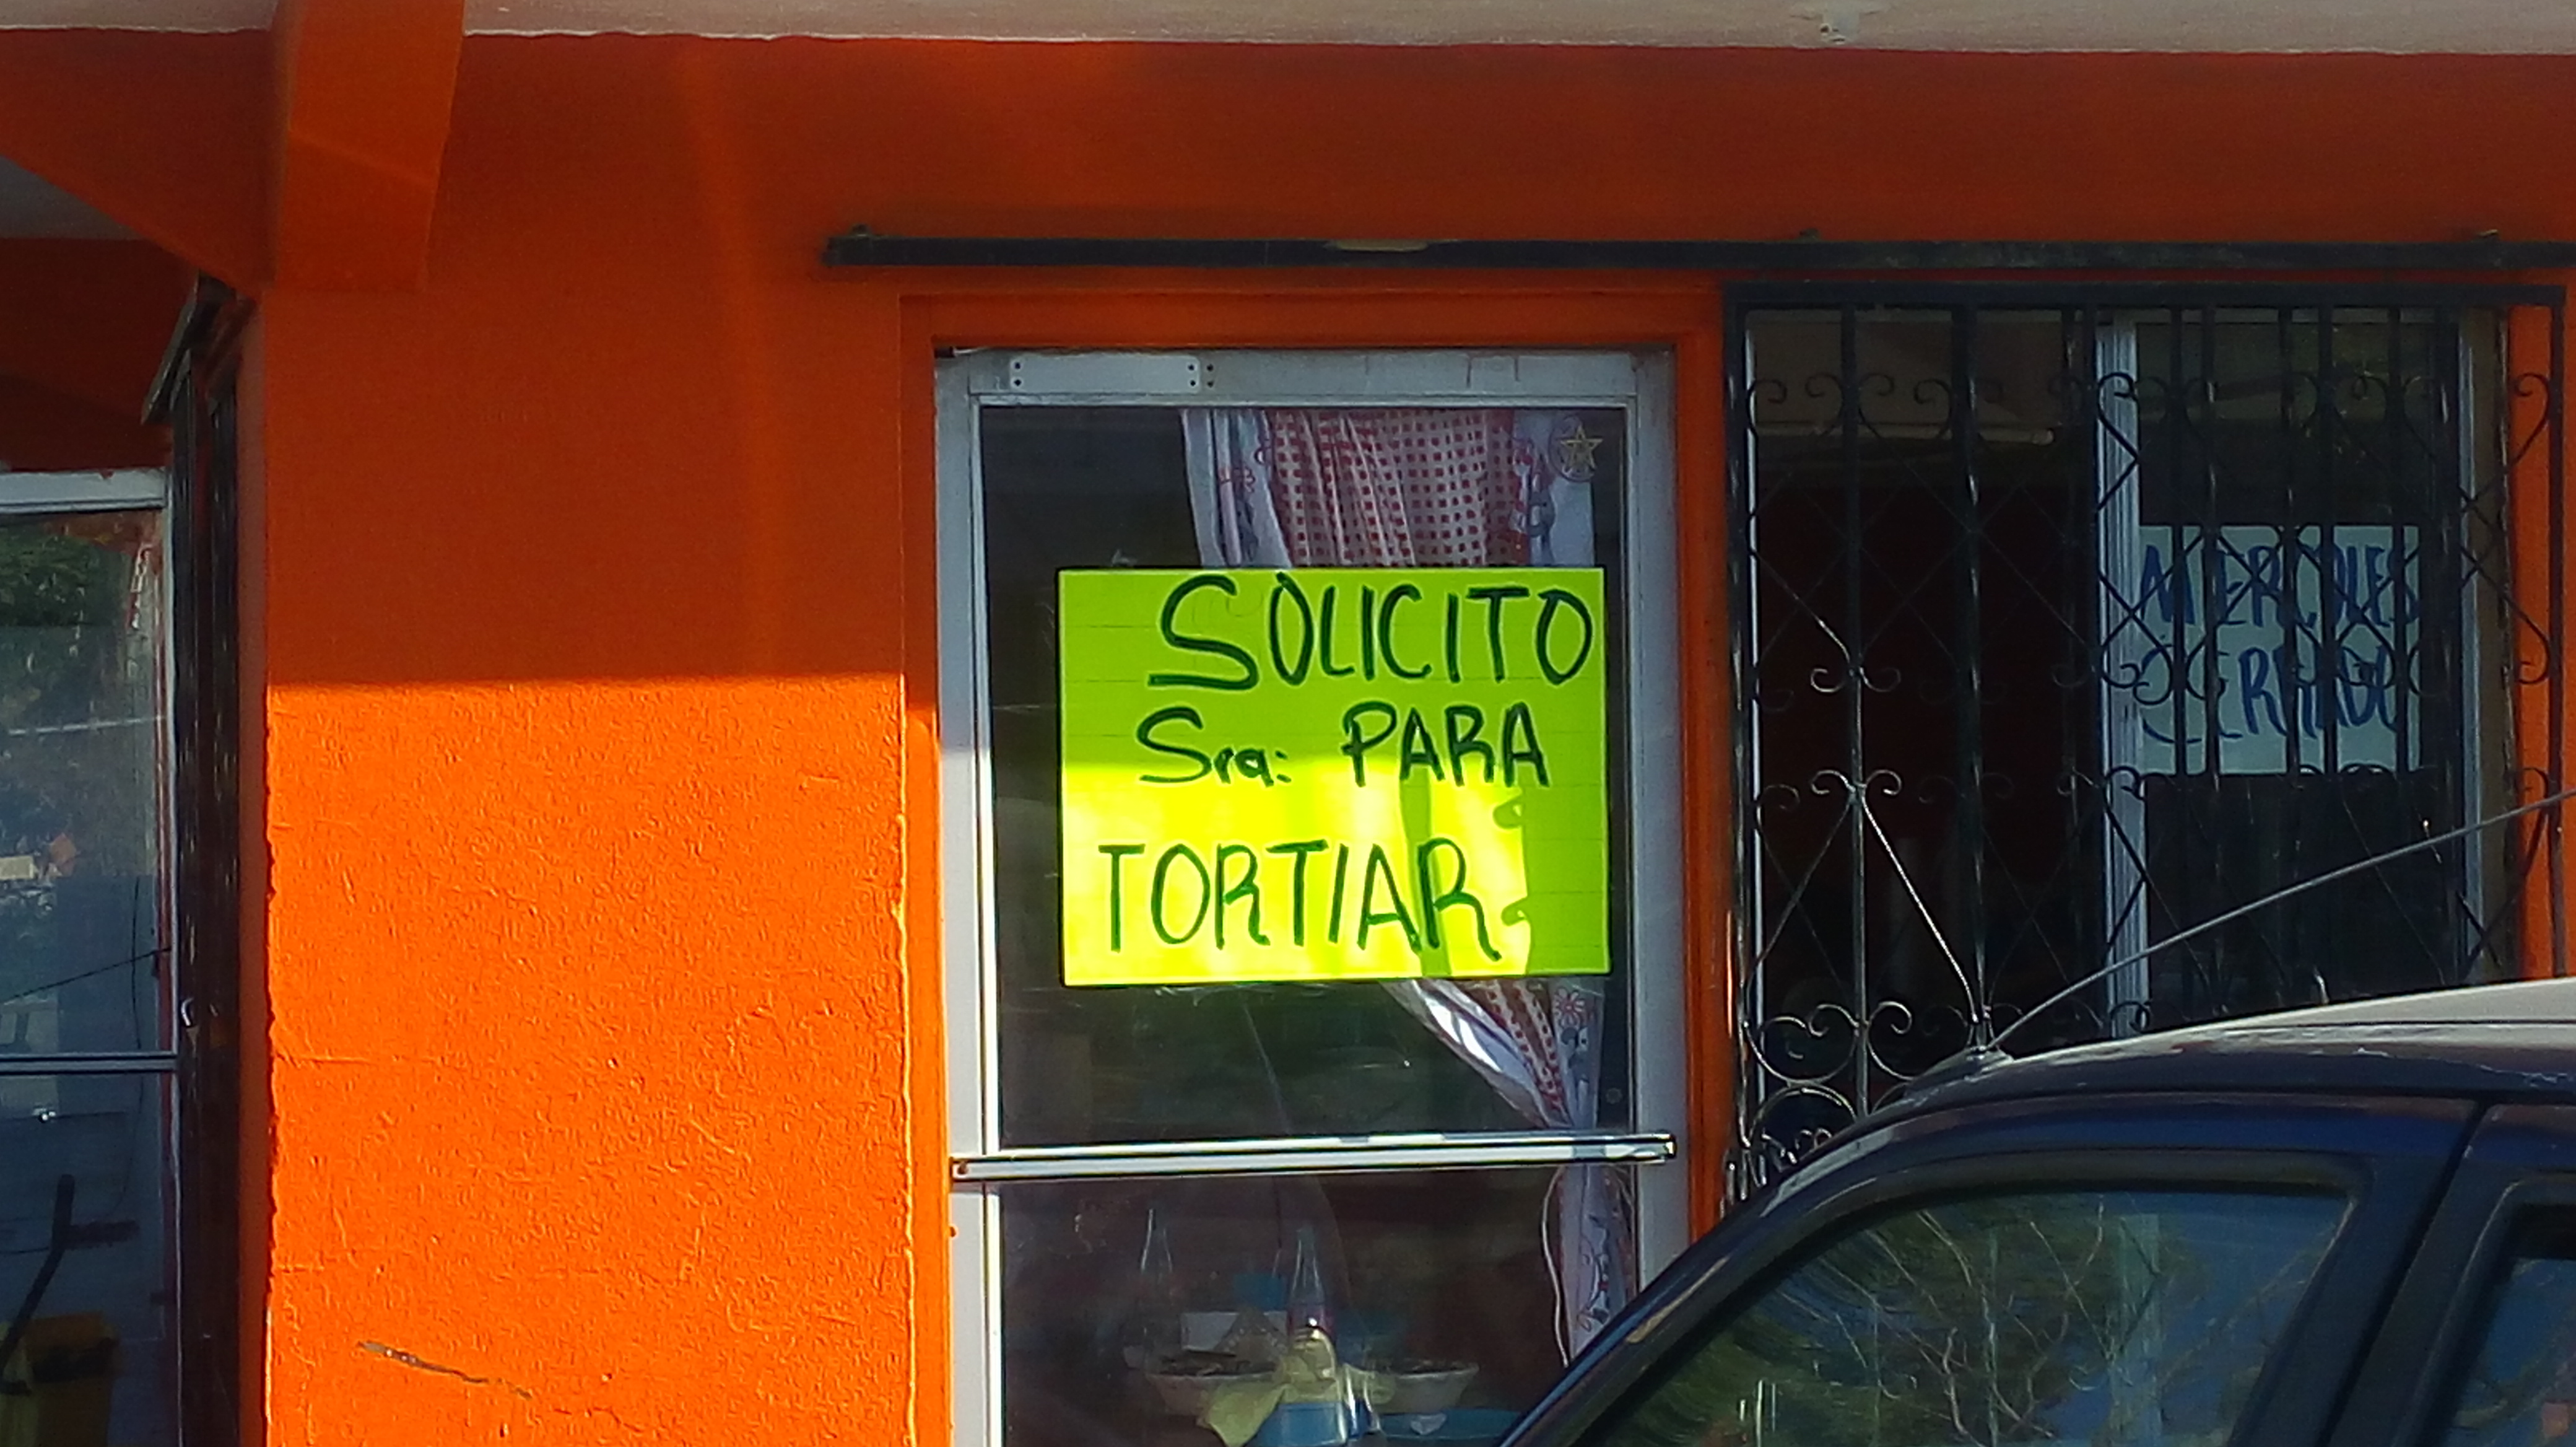 SOLICITO
Sra: PARA
TORTIAR
MIERCOLES
CERRADO